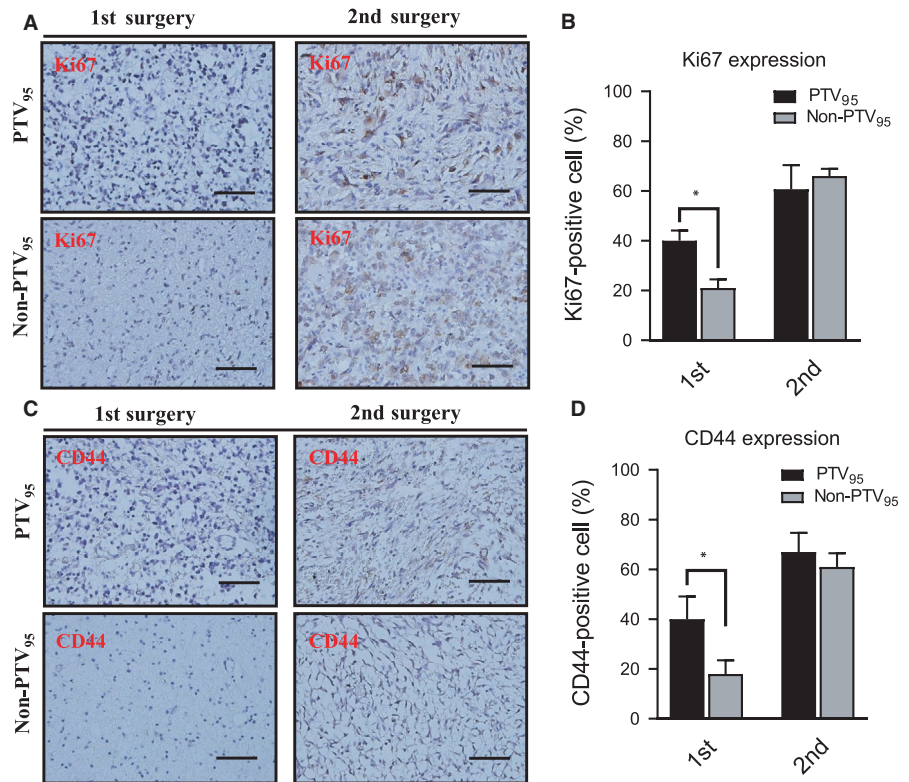 A
1st surgery
2nd surgery
PTV95
Ki67
Ki67
Non-PTV95
Ki67
Ki67
B
Ki67 expression
PTV95
Non-PTV95
Ki67-positive cell (%)
100
80
60
40
20
0
*
1st
2nd
C
1st surgery
2nd surgery
PTV95
CD44
CD44
Non-PTV95
CD44
CD44
D
CD44 expression
PTV95
Non-PTV95
CD44-positive cell (%)
100
80
60
40
20
0
*
1st
2nd